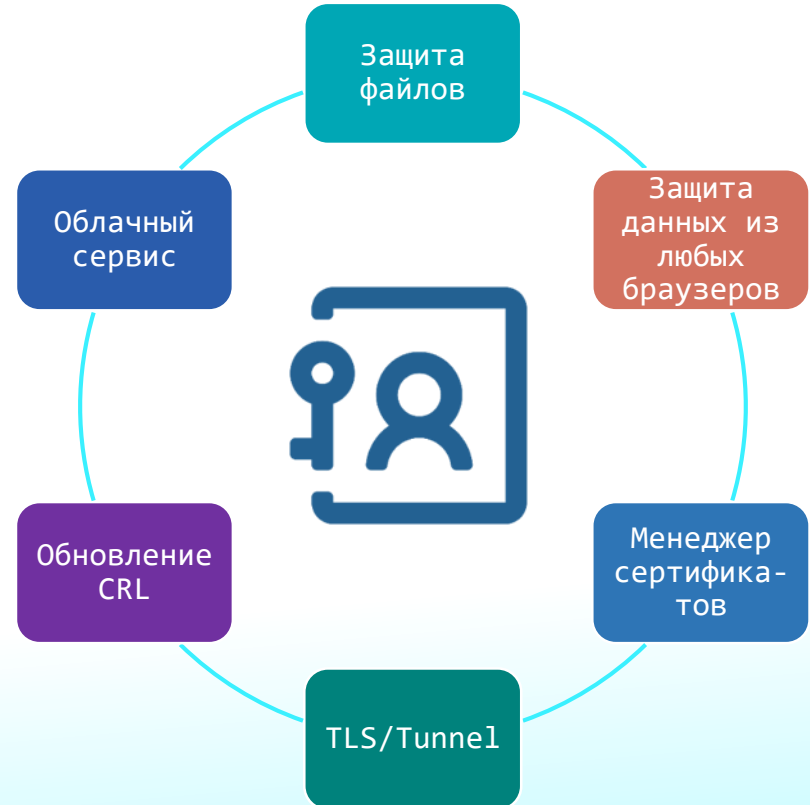 Защита
файлов
Облачный
сервис
Защита
данных из
любых
браузеров
Обновление
CRL
Менеджер
сертифика-
тов
TLS/Tunnel